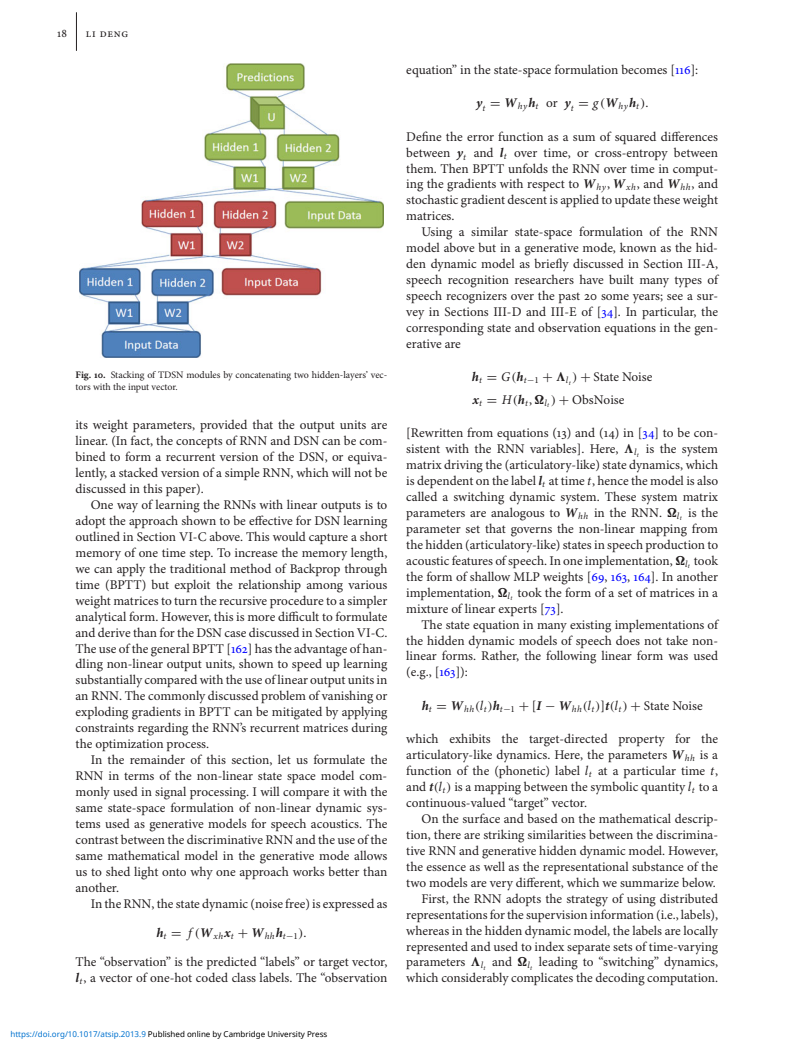 18
LI DENG
Predictions
U
Hidden 1
Hidden 2
W1
W2
Hidden 1
Hidden 2
Input Data
W1
W2
Hidden 1
Hidden 2
Input Data
W1
W2
Input Data
Fig. 10. Stacking of TDSN modules by concatenating two hidden-layers' vec-
tors with the input vector.
its weight parameters, provided that the output units are
linear. (In fact, the concepts of RNN and DSN can be com-
bined to form a recurrent version of the DSN, or equiva-
lently, a stacked version of a simple RNN, which will not be
discussed in this paper).
One way of learning the RNNs with linear outputs is to
adopt the approach shown to be effective for DSN learning
outlined in Section VI-C above. This would capture a short
memory of one time step. To increase the memory length,
we can apply the traditional method of Backprop through
time (BPTT) but exploit the relationship among various
weight matrices to turn the recursive procedure to a simpler
analytical form. However, this is more difficult to formulate
and derive than for the DSN case discussed in Section VI-C.
The use of the general BPTT [162] has the advantage of han-
dling non-linear output units, shown to speed up learning
substantially compared with the use of linear output units in
an RNN. The commonly discussed problem of vanishing or
exploding gradients in BPTT can be mitigated by applying
constraints regarding the RNN's recurrent matrices during
the optimization process.
In the remainder of this section, let us formulate the
RNN in terms of the non-linear state space model com-
monly used in signal processing. I will compare it with the
same state-space formulation of non-linear dynamic sys-
tems used as generative models for speech acoustics. The
contrast between the discriminative RNN and the use of the
same mathematical model in the generative mode allows
us to shed light onto why one approach works better than
another.
In the RNN, the state dynamic (noise free) is expressed as
hₜ = f(Wₓₕxₜ + Wₕₕhₜ₋₁).
The "observation" is the predicted "labels" or target vector,
lₜ, a vector of one-hot coded class labels. The "observation
equation" in the state-space formulation becomes [116]:
y_t = W_{hy}h_t or y_t = g(W_{hy}h_t).
Define the error function as a sum of squared differences
between y_t and l_t over time, or cross-entropy between
them. Then BPTT unfolds the RNN over time in comput-
ing the gradients with respect to W_{hy}, W_{xh}, and W_{hh}, and
stochastic gradient descent is applied to update these weight
matrices.
Using a similar state-space formulation of the RNN
model above but in a generative mode, known as the hid-
den dynamic model as briefly discussed in Section III-A,
speech recognition researchers have built many types of
speech recognizers over the past 20 some years; see a sur-
vey in Sections III-D and III-E of [34]. In particular, the
corresponding state and observation equations in the gen-
erative are
h_t = G(h_{t−1} + Λ_{l_t}) + State Noise
x_t = H(h_t, Ω_{l_t}) + ObsNoise
[Rewritten from equations (13) and (14) in [34] to be con-
sistent with the RNN variables]. Here, Λ_{l_t} is the system
matrix driving the (articulatory-like) state dynamics, which
is dependent on the label l_t at time t, hence the model is also
called a switching dynamic system. These system matrix
parameters are analogous to W_{hh} in the RNN. Ω_{l_t} is the
parameter set that governs the non-linear mapping from
the hidden (articulatory-like) states in speech production to
acoustic features of speech. In one implementation, Ω_{l_t} took
the form of shallow MLP weights [69, 163, 164]. In another
implementation, Ω_{l_t} took the form of a set of matrices in a
mixture of linear experts [73].
The state equation in many existing implementations of
the hidden dynamic models of speech does not take non-
linear forms. Rather, the following linear form was used
(e.g., [163]):
h_t = W_{hh}(l_t)h_{t−1} + [I − W_{hh}(l_t)]t(l_t) + State Noise
which exhibits the target-directed property for the
articulatory-like dynamics. Here, the parameters W_{hh} is a
function of the (phonetic) label l_t at a particular time t,
and t(l_t) is a mapping between the symbolic quantity l_t to a
continuous-valued "target" vector.
On the surface and based on the mathematical descrip-
tion, there are striking similarities between the discrimina-
tive RNN and generative hidden dynamic model. However,
the essence as well as the representational substance of the
two models are very different, which we summarize below.
First, the RNN adopts the strategy of using distributed
representations for the supervision information (i.e., labels),
whereas in the hidden dynamic model, the labels are locally
represented and used to index separate sets of time-varying
parameters Λ_{l_t} and Ω_{l_t} leading to "switching" dynamics,
which considerably complicates the decoding computation.
https://doi.org/10.1017/atsip.2013.9 Published online by Cambridge University Press